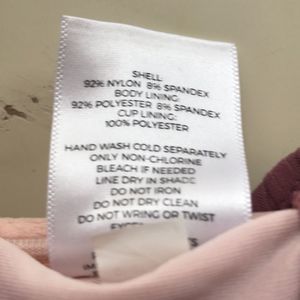 SHELL:
92% NYLON 8% SPANDEX
BODY LINING:
92% POLYESTER 8% SPANDEX
CUP LINING:
100% POLYESTER
HAND WASH COLD SEPARATELY
ONLY NON-CHLORINE
BLEACH IF NEEDED
LINE DRY IN SHADE
DO NOT IRON
DO NOT DRY CLEAN
DO NOT WRING OR TWIST